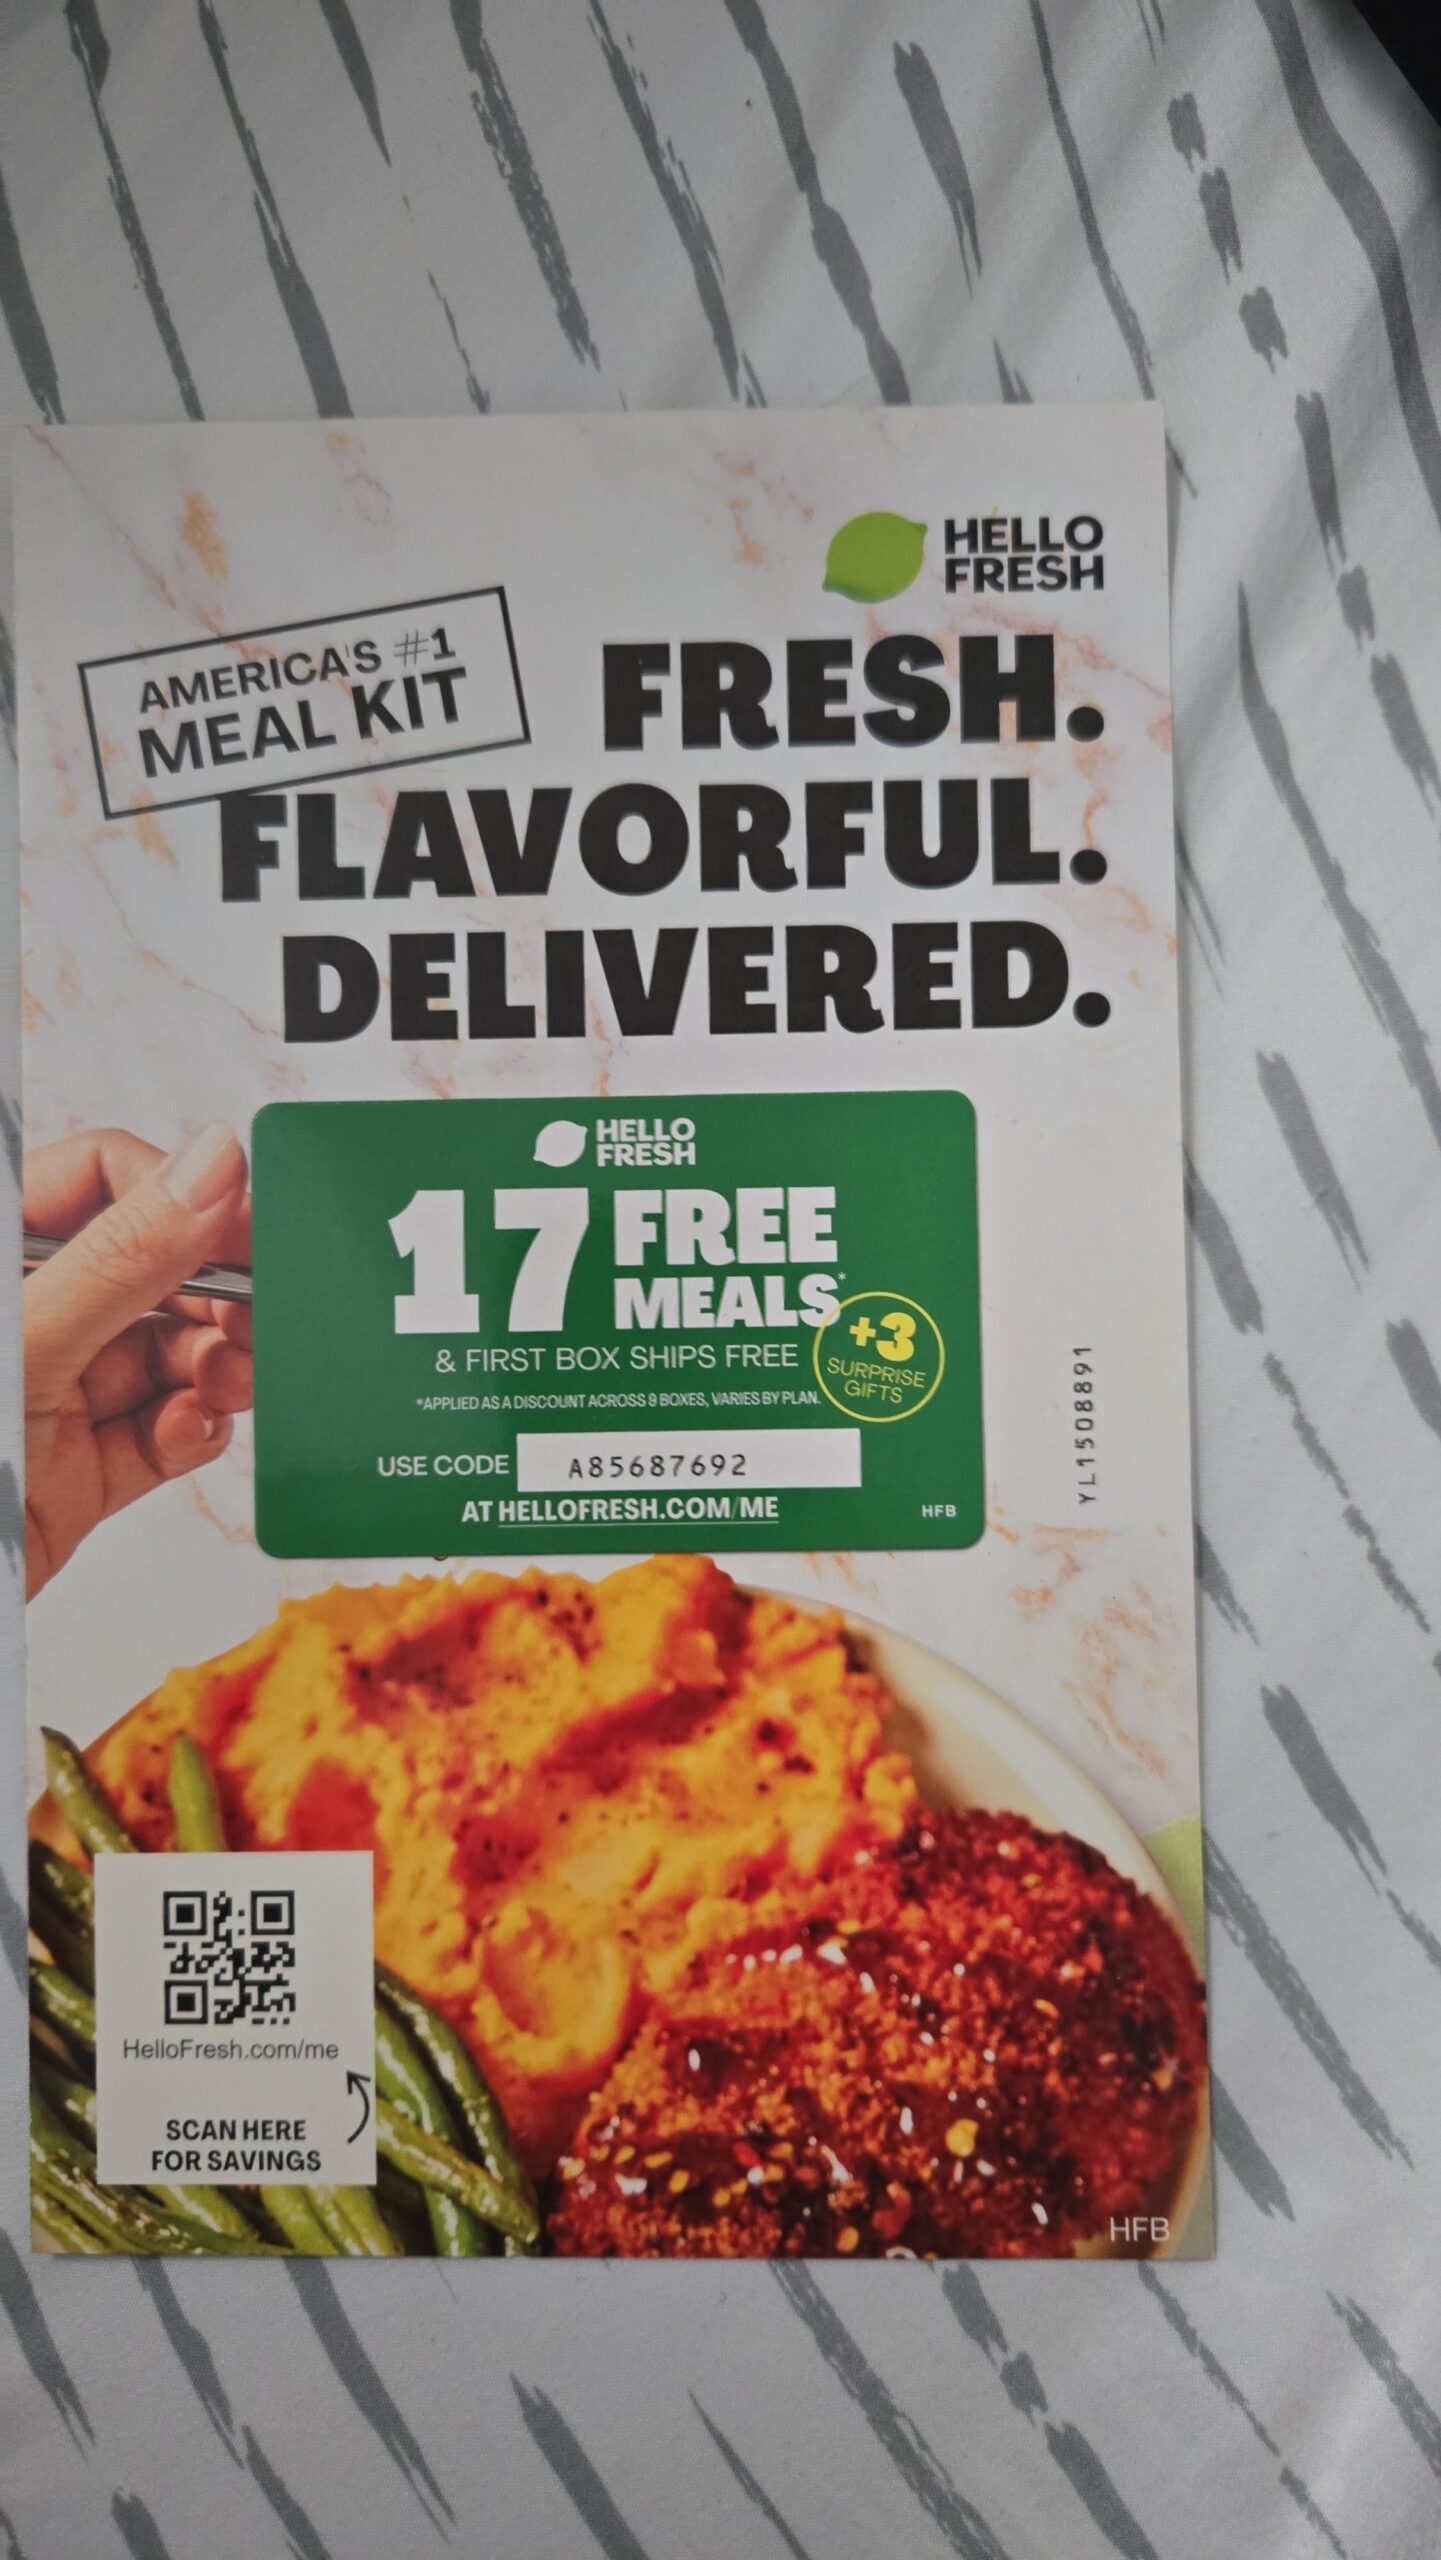 HELLO
FRESH
AMERICA'S #1
MEAL KIT
FRESH.
FLAVORFUL.
DELIVERED.
HELLO
FRESH
17 FREE
MEALS*
& FIRST BOX SHIPS FREE
+3
SURPRISE
GIFTS
*APPLIED AS A DISCOUNT ACROSS 9 BOXES, VARIES BY PLAN.
USE CODE A85687692
AT HELLOFRESH.COM/ME
HFB
YL1508891
HelloFresh.com/me
SCAN HERE
FOR SAVINGS
HFB